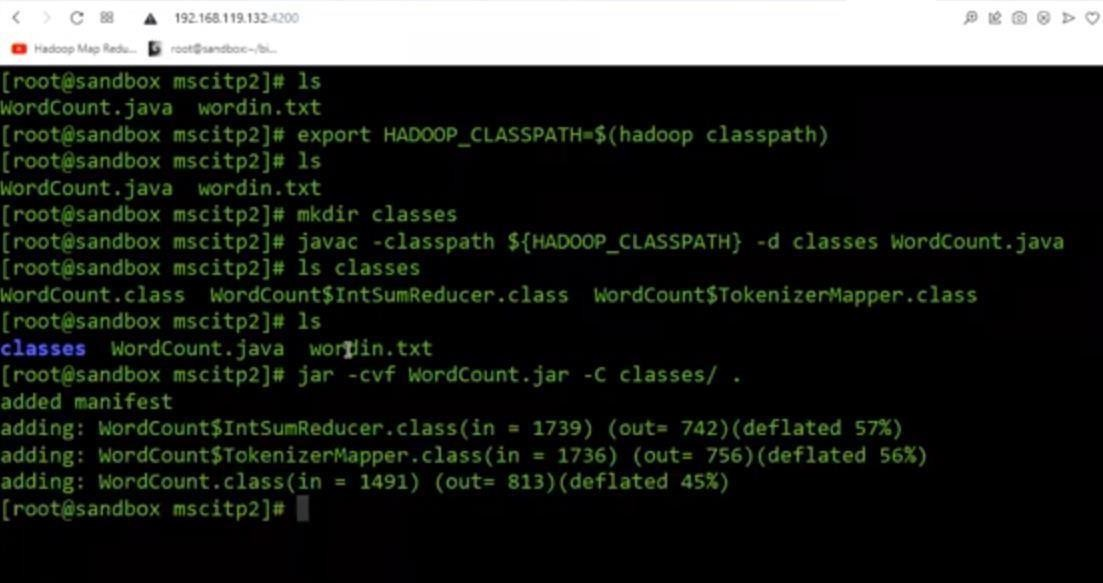 192.168.119.132:4200
Hadoop Map Redu... root@sandbox:~/bi...
[root@sandbox mscitp2]# ls
WordCount.java  wordin.txt
[root@sandbox mscitp2]# export HADOOP_CLASSPATH=$(hadoop classpath)
[root@sandbox mscitp2]# ls
WordCount.java  wordin.txt
[root@sandbox mscitp2]# mkdir classes
[root@sandbox mscitp2]# javac -classpath ${HADOOP_CLASSPATH} -d classes WordCount.java
[root@sandbox mscitp2]# ls classes
WordCount.class  WordCount$IntSumReducer.class  WordCount$TokenizerMapper.class
[root@sandbox mscitp2]# ls
classes  WordCount.java  wordin.txt
[root@sandbox mscitp2]# jar -cvf WordCount.jar -C classes/ .
added manifest
adding: WordCount$IntSumReducer.class(in = 1739) (out= 742)(deflated 57%)
adding: WordCount$TokenizerMapper.class(in = 1736) (out= 756)(deflated 56%)
adding: WordCount.class(in = 1491) (out= 813)(deflated 45%)
[root@sandbox mscitp2]#